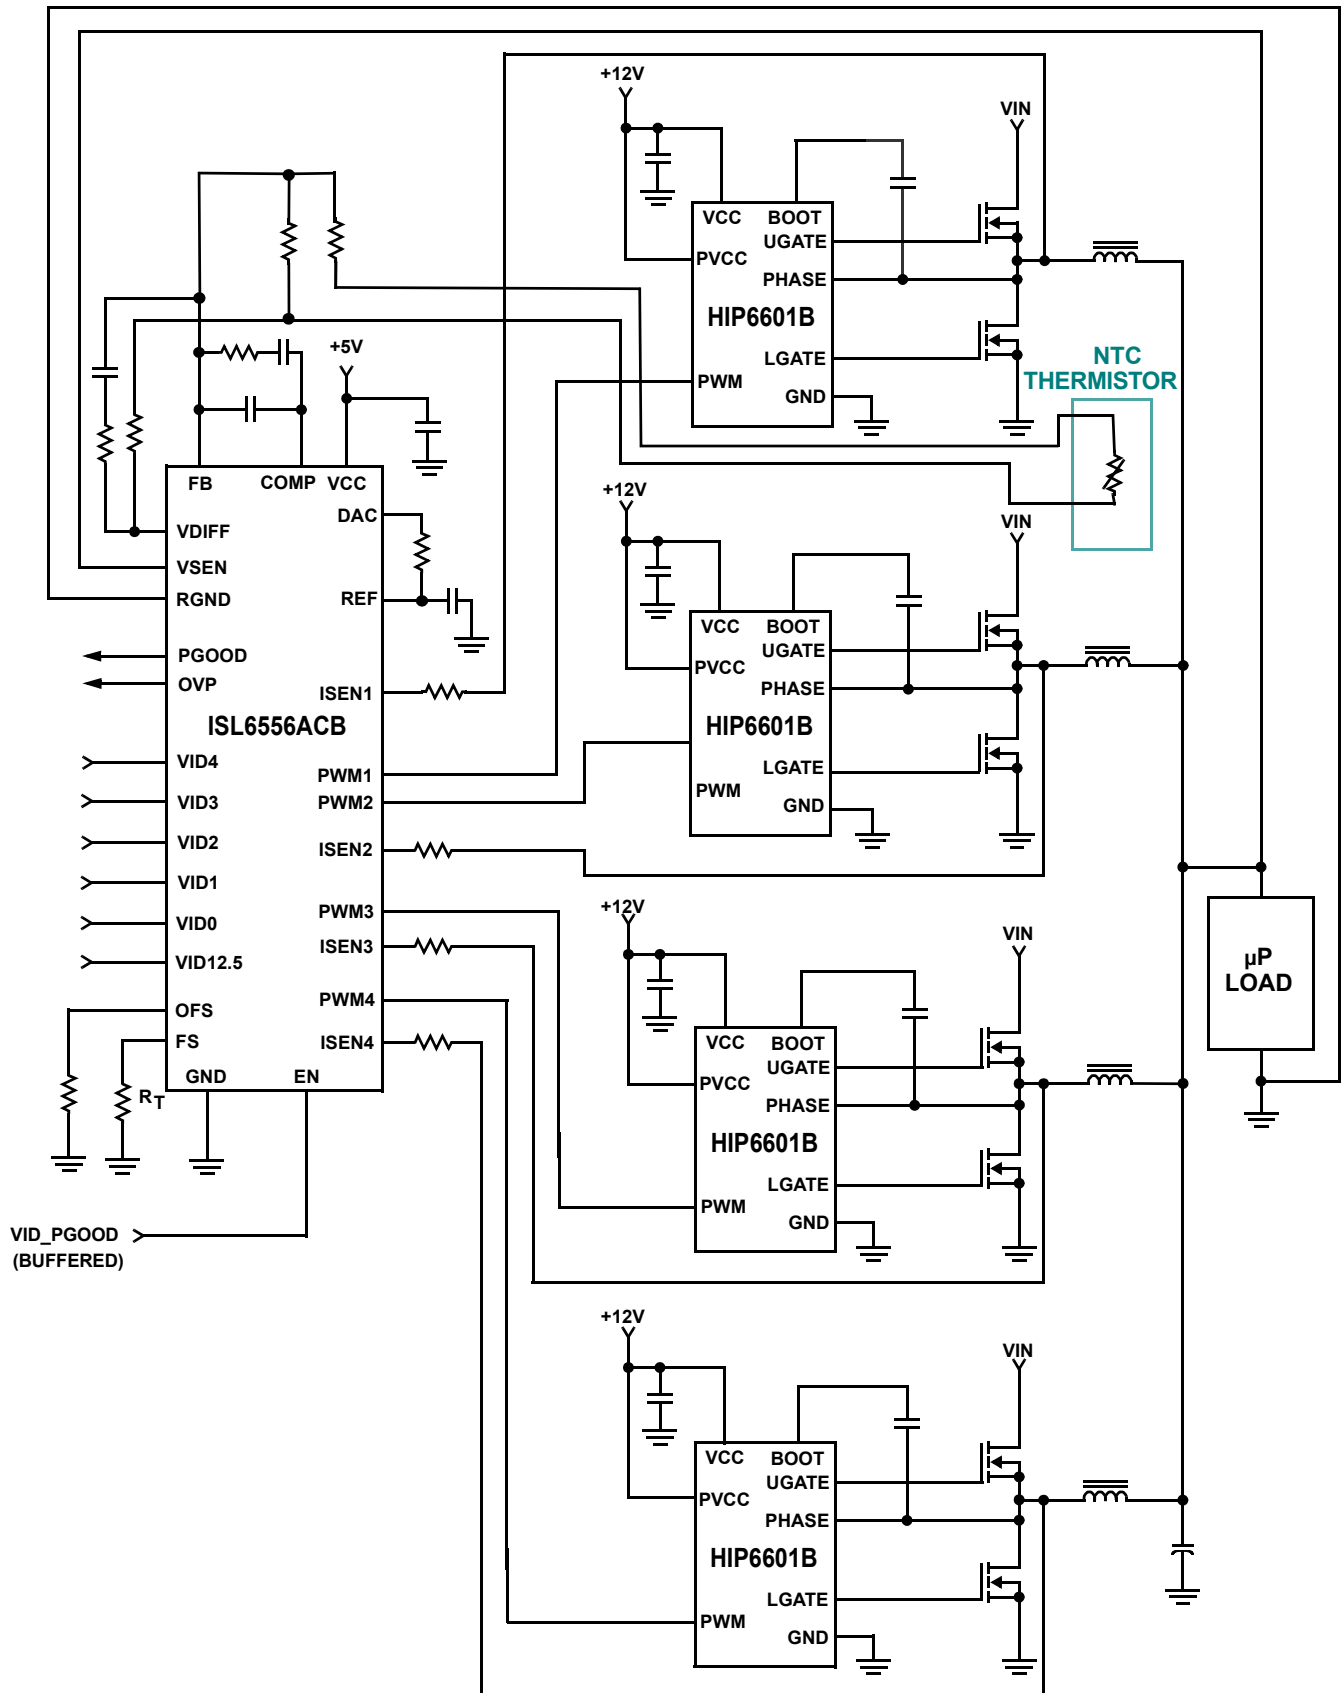 +12V
VIN
VCC
BOOT
UGATE
PVCC
PHASE
HIP6601B
LGATE
PWM
GND
NTC
THERMISTOR
+5V
FB
COMP
VCC
DAC
VDIFF
VSEN
RGND
REF
PGOOD
OVP
ISEN1
ISL6556ACB
VID4
PWM1
VID3
PWM2
VID2
ISEN2
VID1
PWM3
VID0
ISEN3
VID12.5
PWM4
OFS
FS
ISEN4
GND
EN
RT
VID_PGOOD
(BUFFERED)
+12V
VIN
VCC
BOOT
UGATE
PVCC
PHASE
HIP6601B
LGATE
PWM
GND
+12V
VIN
VCC
BOOT
UGATE
PVCC
PHASE
HIP6601B
LGATE
PWM
GND
µP
LOAD
+12V
VIN
VCC
BOOT
UGATE
PVCC
PHASE
HIP6601B
LGATE
PWM
GND